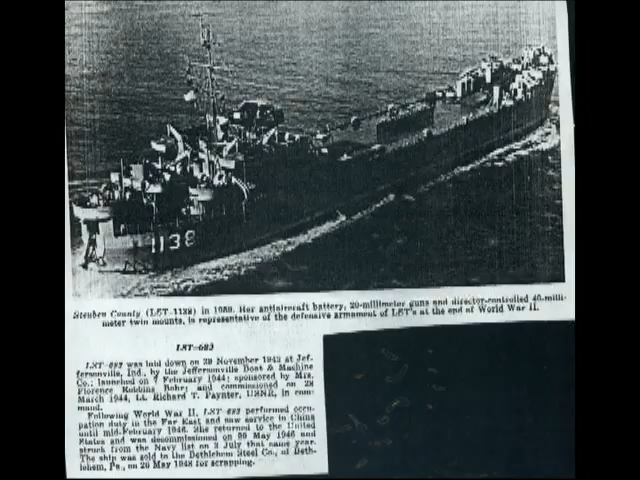 1138
Steuben County (LST-1138) in 1959. Her antiaircraft battery, 20-millimeter guns and director-controlled 40-milli-
meter twin mounts, is representative of the defensive armament of LST's at the end of World War II.
LST-683
LST-683 was laid down on 29 November 1943 at Jef-
fersonville, Ind., by the Jeffersonville Boat & Machine
Co.; launched on 7 February 1944; sponsored by Mrs.
Florence Robbins Rohr; and commissioned on 28
March 1944, Lt. Richard T. Paynter, USNR, in com-
mand.
Following World War II, LST-683 performed occu-
pation duty in the Far East and saw service in China
until mid-February 1946. She returned to the United
States and was decommissioned on 20 May 1946 and
struck from the Navy list on 3 July that same year.
The ship was sold to the Bethlehem Steel Co., of Beth-
lehem, Pa., on 20 May 1948 for scrapping.